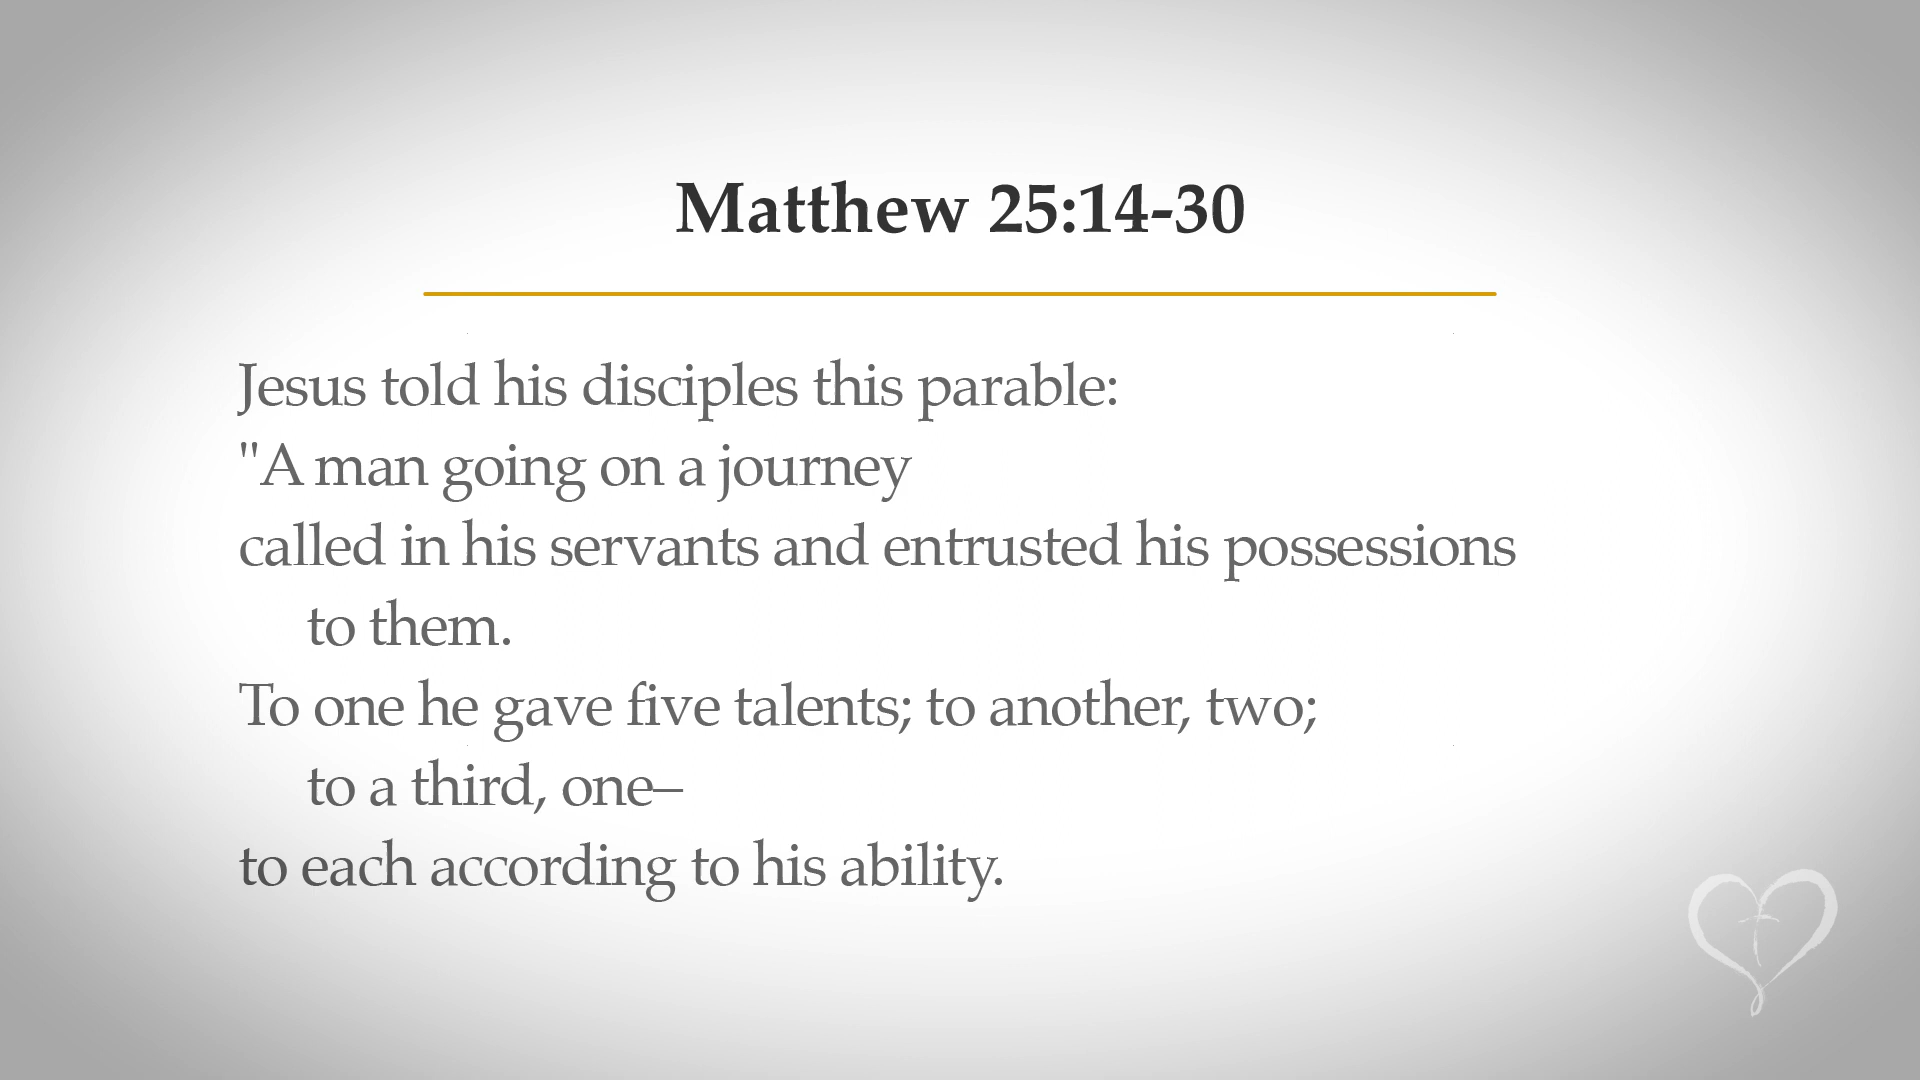 Matthew 25:14-30
Jesus told his disciples this parable:
"A man going on a journey
called in his servants and entrusted his possessions
to them.
To one he gave five talents; to another, two;
to a third, one–
to each according to his ability.